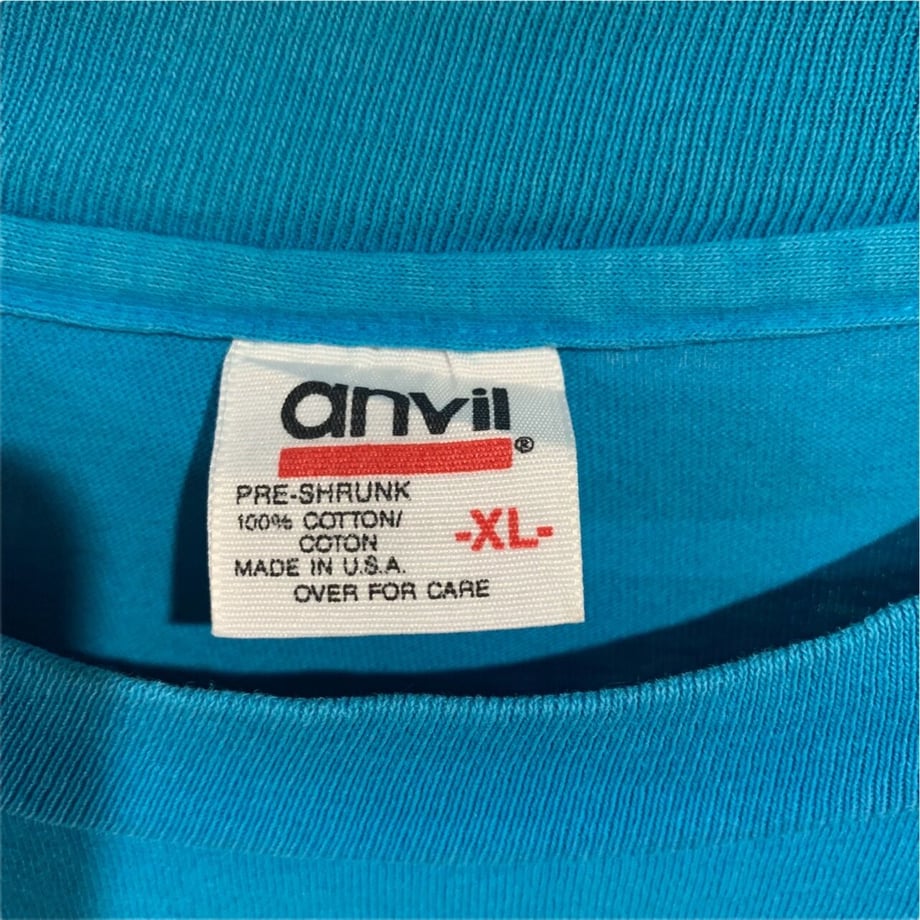 anvil®
PRE-SHRUNK
100% COTTON/
COTON
-XL-
MADE IN U.S.A.
OVER FOR CARE